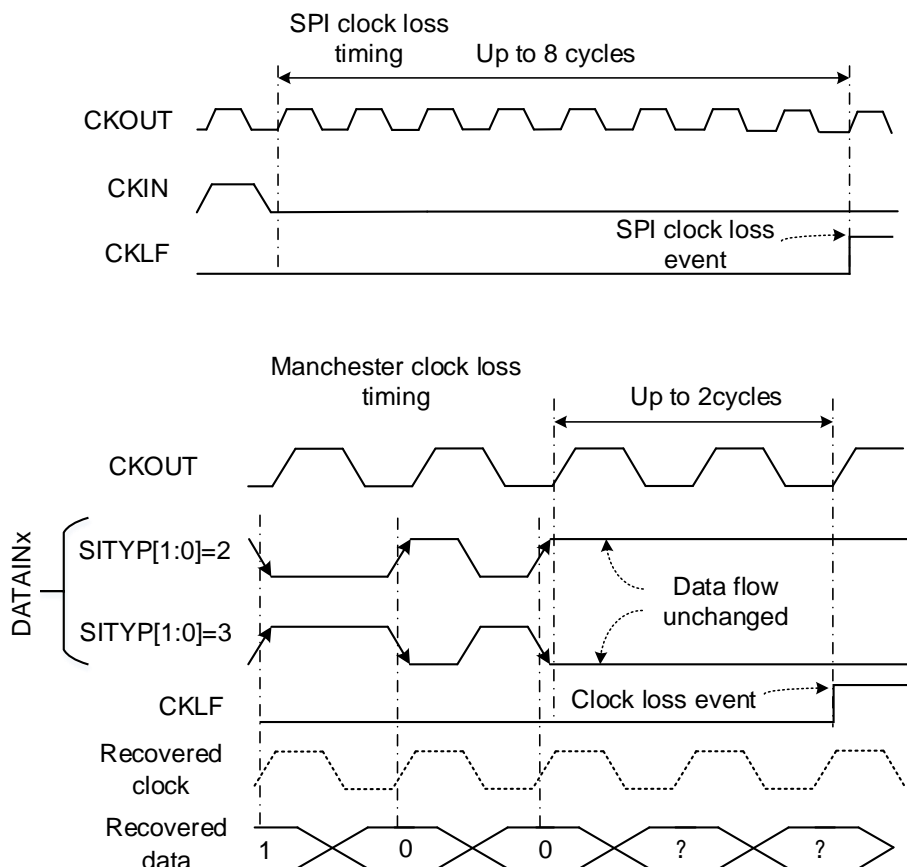 SPI clock loss
timing
Up to 8 cycles
CKOUT
CKIN
CKLF
SPI clock loss
event
Manchester clock loss
timing
Up to 2cycles
CKOUT
DATAINx
SITYP[1:0]=2
SITYP[1:0]=3
Data flow
unchanged
CKLF
Clock loss event
Recovered
clock
Recovered
data
1 0 0 ? ?